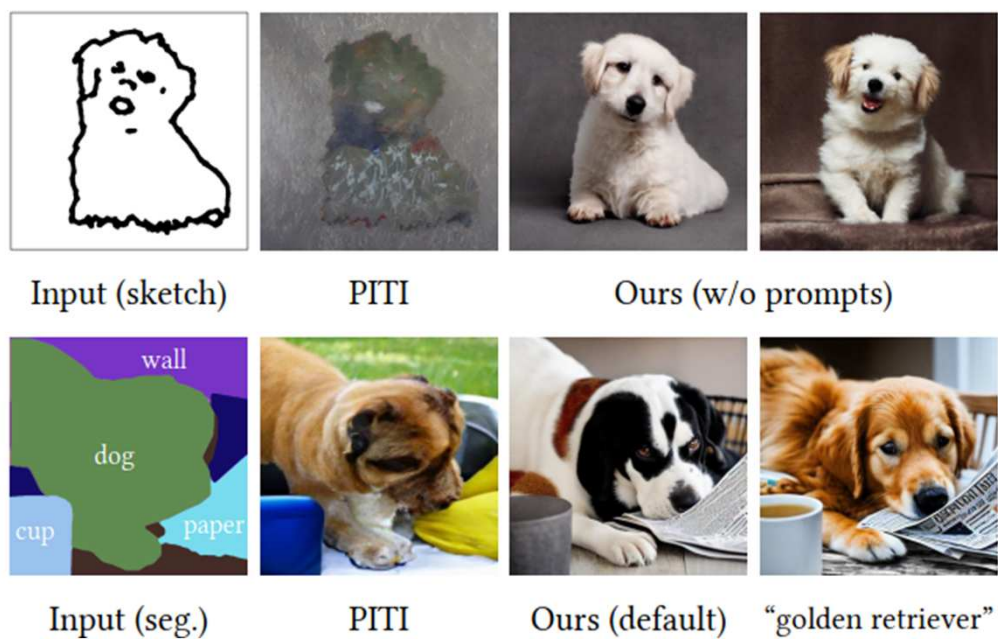 Input (sketch)
PITI
Ours (w/o prompts)
wall
dog
cup
paper
Input (seg.)
PITI
Ours (default)
“golden retriever”